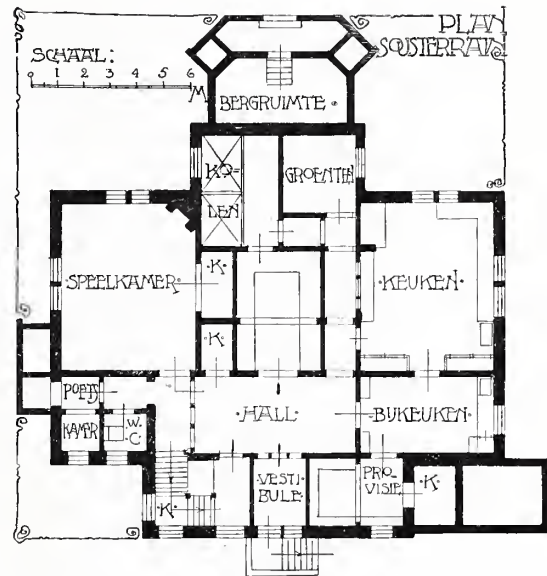 PLAN
SOUSTERRAIN
SCHAAL:
0 1 2 3 4 5 6
M
BERGRUIMTE
KO-
LEN
GROENTEN
SPEELKAMER
K.
KEUKEN
K.
POETS
KAMER
W.
C.
HALL
BIJKEUKEN
K.
VESTI
BULE
PRO-
VISIE
K.